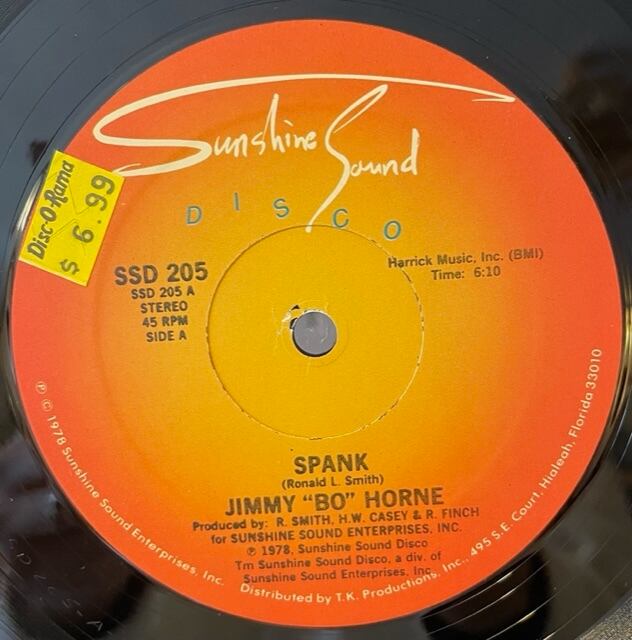 Sunshine Sound
DISCO
Disc-O-Rama
$ 6.99
SSD 205
SSD 205 A
STEREO
45 RPM
SIDE A
Harrick Music, Inc. (BMI)
Time: 6:10
SPANK
(Ronald L. Smith)
JIMMY "BO" HORNE
Produced by: R. SMITH, H.W. CASEY & R. FINCH
for SUNSHINE SOUND ENTERPRISES, INC.
℗ 1978, Sunshine Sound Disco
Tm Sunshine Sound Disco, a div. of
Sunshine Sound Enterprises, Inc.
℗ © 1978 Sunshine Sound Enterprises, Inc. Distributed by T.K. Productions, Inc., 495 S.E. Court, Hialeah, Florida 33010